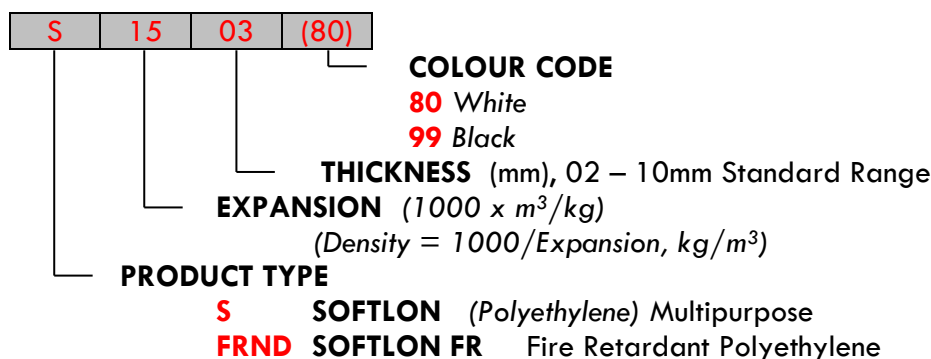 S 15 03 (80)
COLOUR CODE
80 White
99 Black
THICKNESS (mm), 02 – 10mm Standard Range
EXPANSION (1000 x m³/kg)
(Density = 1000/Expansion, kg/m³)
PRODUCT TYPE
S SOFTLON (Polyethylene) Multipurpose
FRND SOFTLON FR Fire Retardant Polyethylene